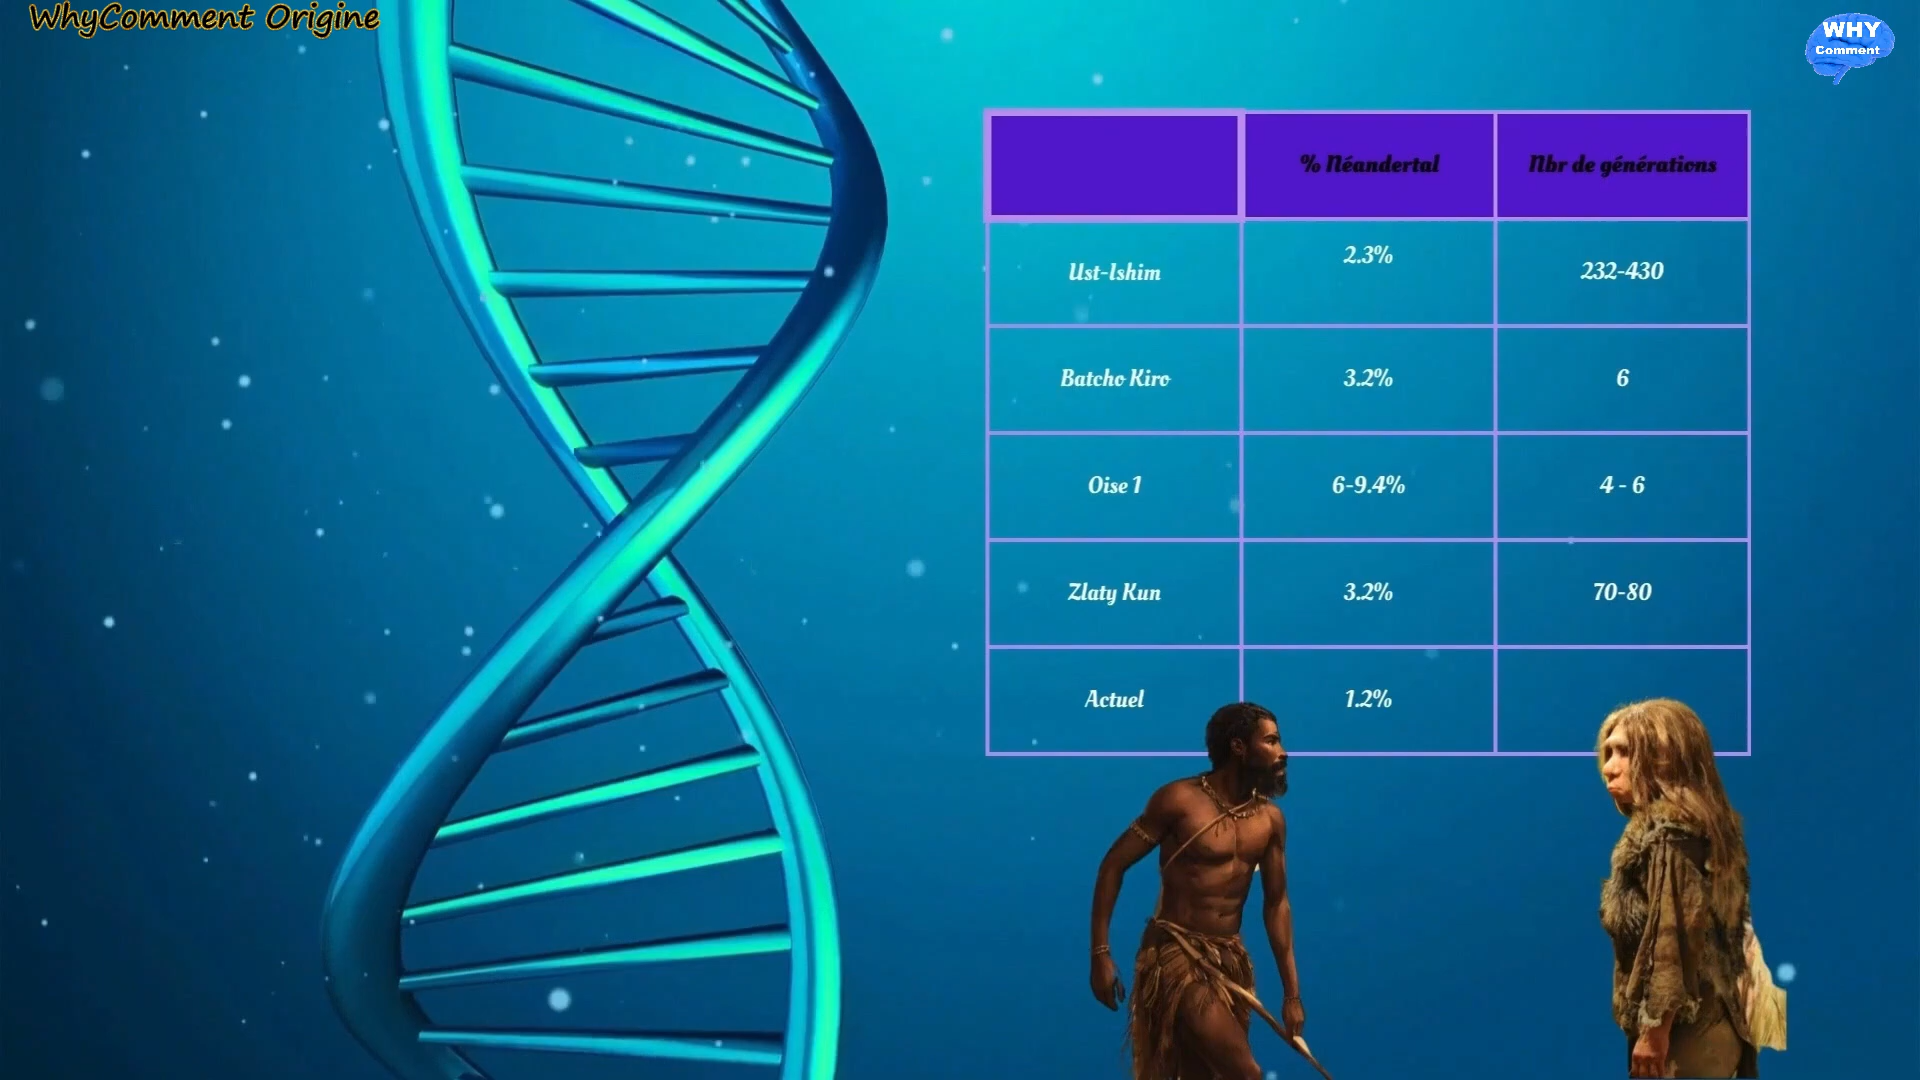 WhyComment Origine
WHY
Comment
% Néandertal
Nbr de générations
Ust-Ishim
2.3%
232-430
Batcho Kiro
3.2%
6
Oise 1
6-9.4%
4 - 6
Zlaty Kun
3.2%
70-80
Actuel
1.2%